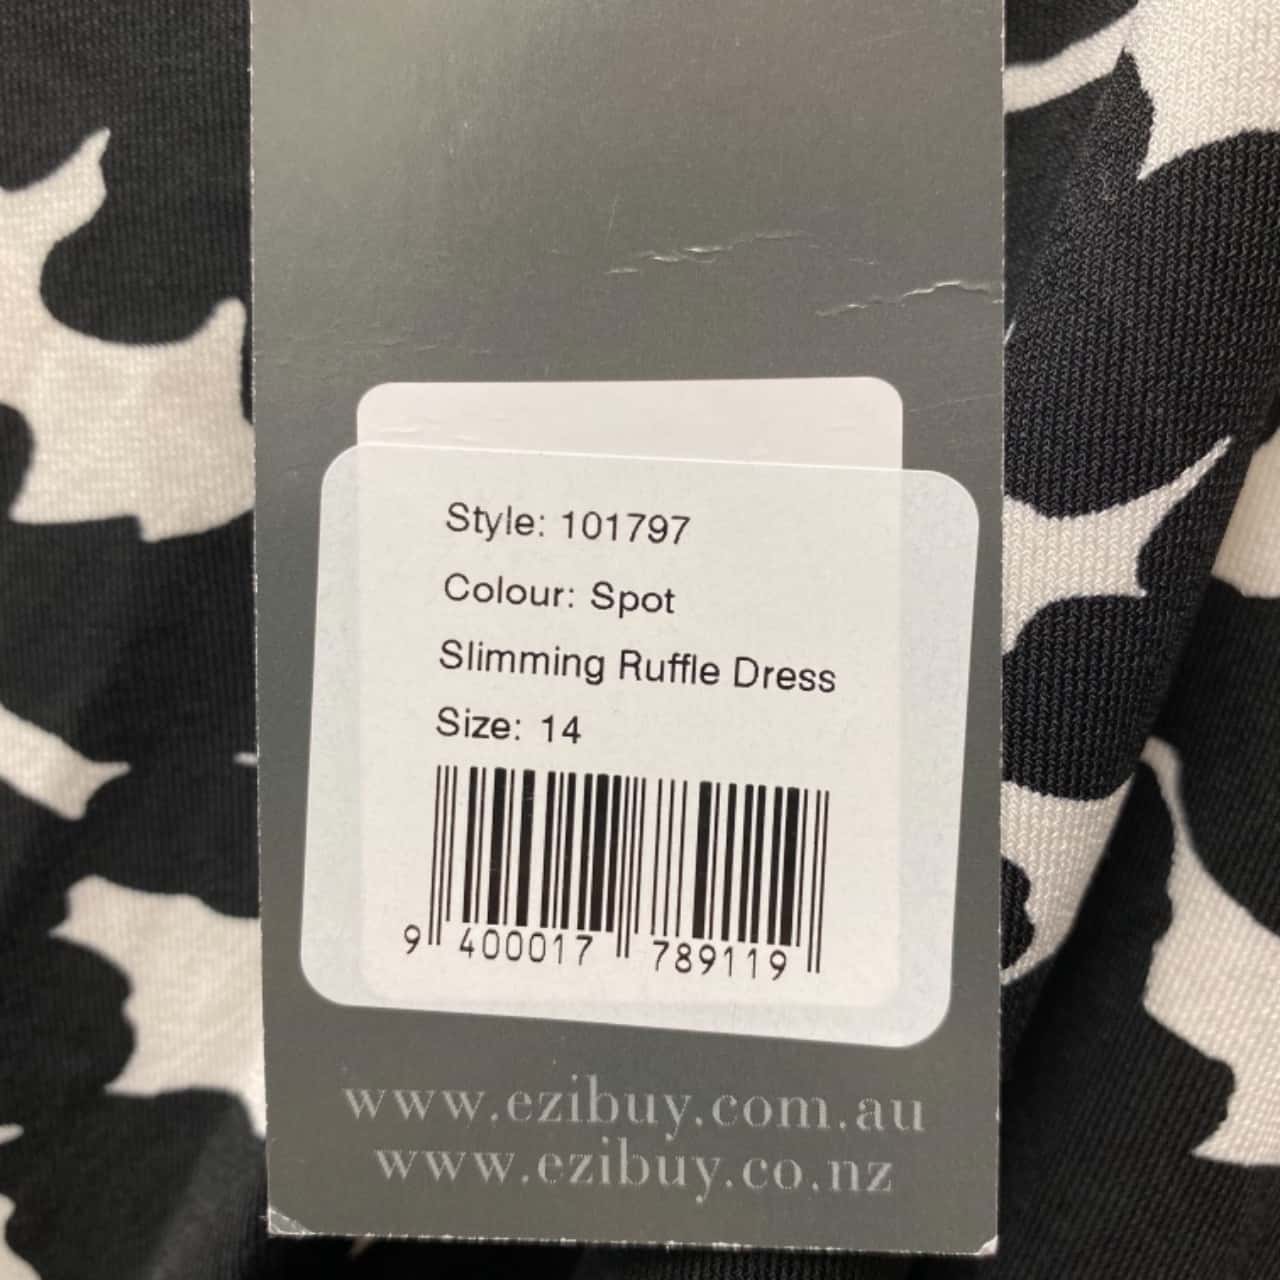 Style: 101797
Colour: Spot
Slimming Ruffle Dress
Size: 14
9 400017 789119
www.ezibuy.com.au
www.ezibuy.co.nz